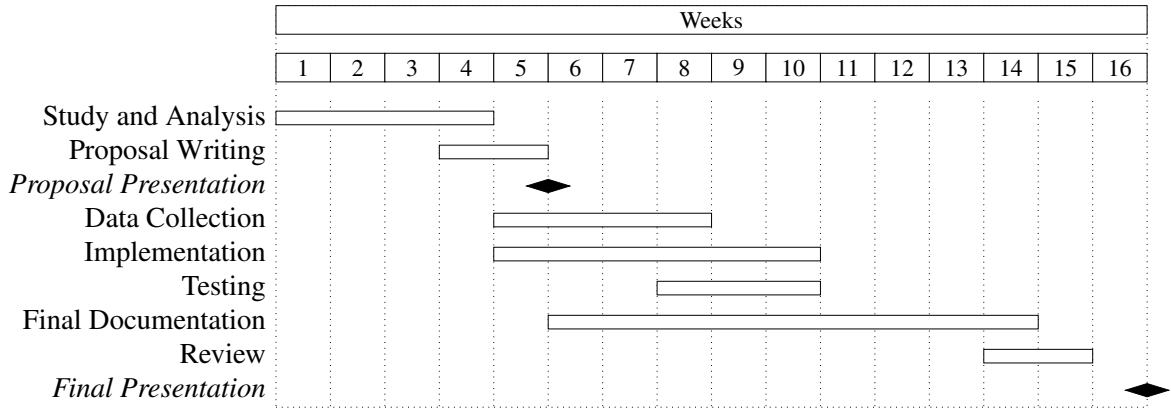 Weeks
1 2 3 4 5 6 7 8 9 10 11 12 13 14 15 16
Study and Analysis
Proposal Writing
Proposal Presentation
Data Collection
Implementation
Testing
Final Documentation
Review
Final Presentation